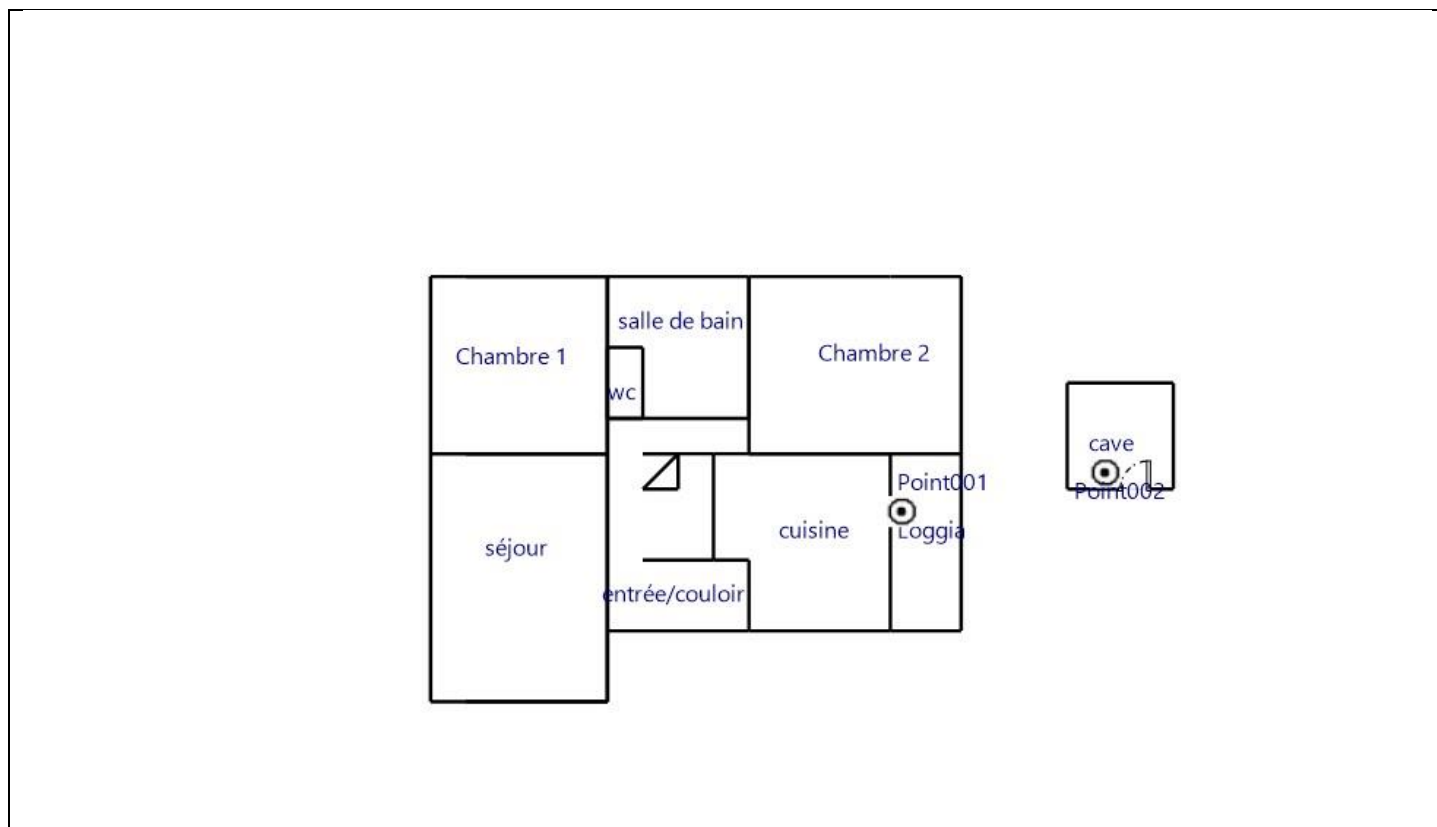 salle de bain
Chambre 1
Chambre 2
wc
cave
Point001
Point002
cuisine
Loggia
séjour
entrée/couloir